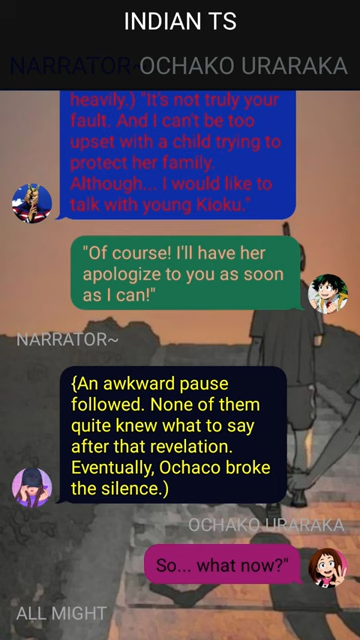 INDIAN TS
NARRATOR~
OCHAKO URARAKA
heavily.) "It's not truly your
fault. And I can't be too
upset with a child trying to
protect her family.
Although... I would like to
talk with young Kioku."
"Of course! I'll have her
apologize to you as soon
as I can!"
NARRATOR~
{An awkward pause
followed. None of them
quite knew what to say
after that revelation.
Eventually, Ochaco broke
the silence.)
OCHAKO URARAKA
So... what now?"
ALL MIGHT